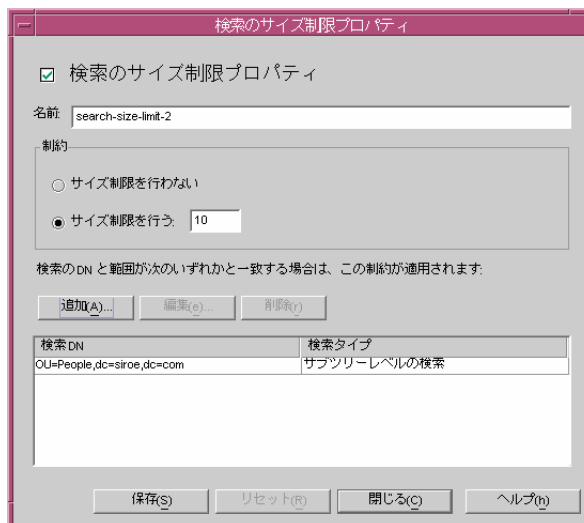 検索のサイズ制限プロパティ
検索のサイズ制限プロパティ
名前: search-size-limit-2
制約
サイズ制限を行わない
サイズ制限を行う: 10
検索のDN と範囲が次のいずれかと一致する場合は、この制約が適用されます:
追加(A)... 編集(e)... 削除(r)
検索DN 検索タイプ
OU=People,dc=siroe,dc=com サブツリーレベルの検索
保存(S) リセット(R) 閉じる(C) ヘルプ(h)